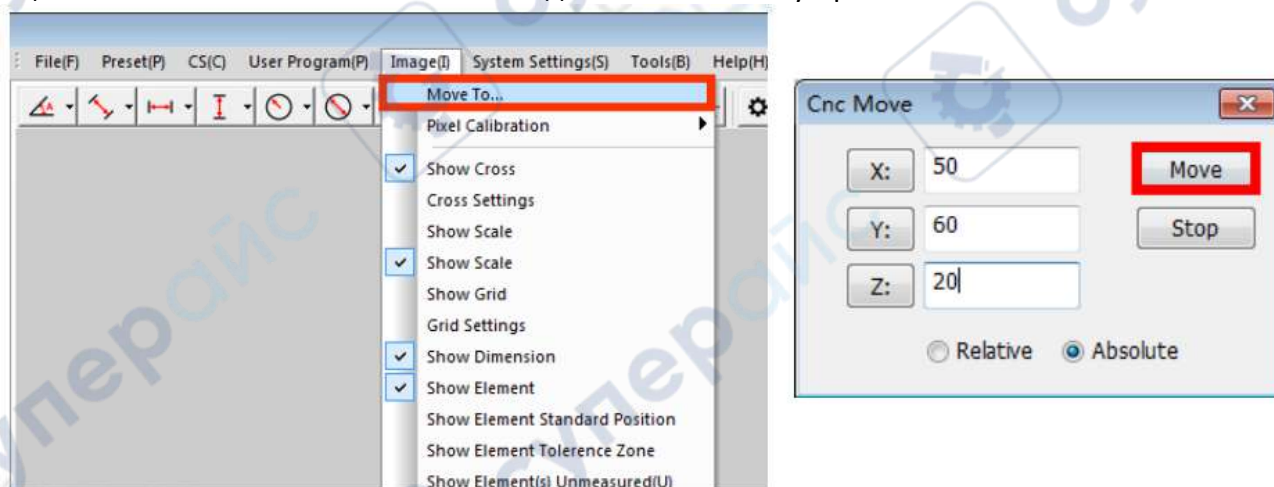 File(F) Preset(P) CS(C) User Program(P) Image(I) System Settings(S) Tools(B) Help(H)
Move To...
Pixel Calibration
Show Cross
Cross Settings
Show Scale
Show Scale
Show Grid
Grid Settings
Show Dimension
Show Element
Show Element Standard Position
Show Element Tolerence Zone
Show Element(s) Unmeasured(U)
Cnc Move
X: 50 Move
Y: 60 Stop
Z: 20
Relative Absolute